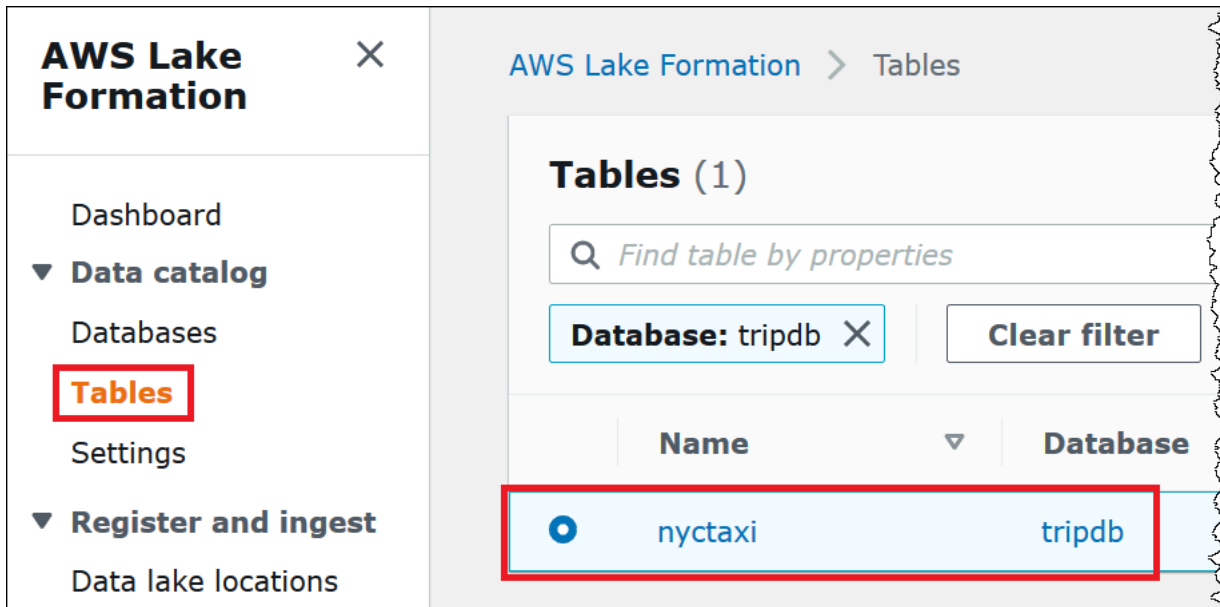 AWS Lake
Formation
Dashboard
Data catalog
Databases
Tables
Settings
Register and ingest
Data lake locations
AWS Lake Formation > Tables
Tables (1)
Find table by properties
Database: tripdb
Clear filter
Name Database
nyctaxi tripdb